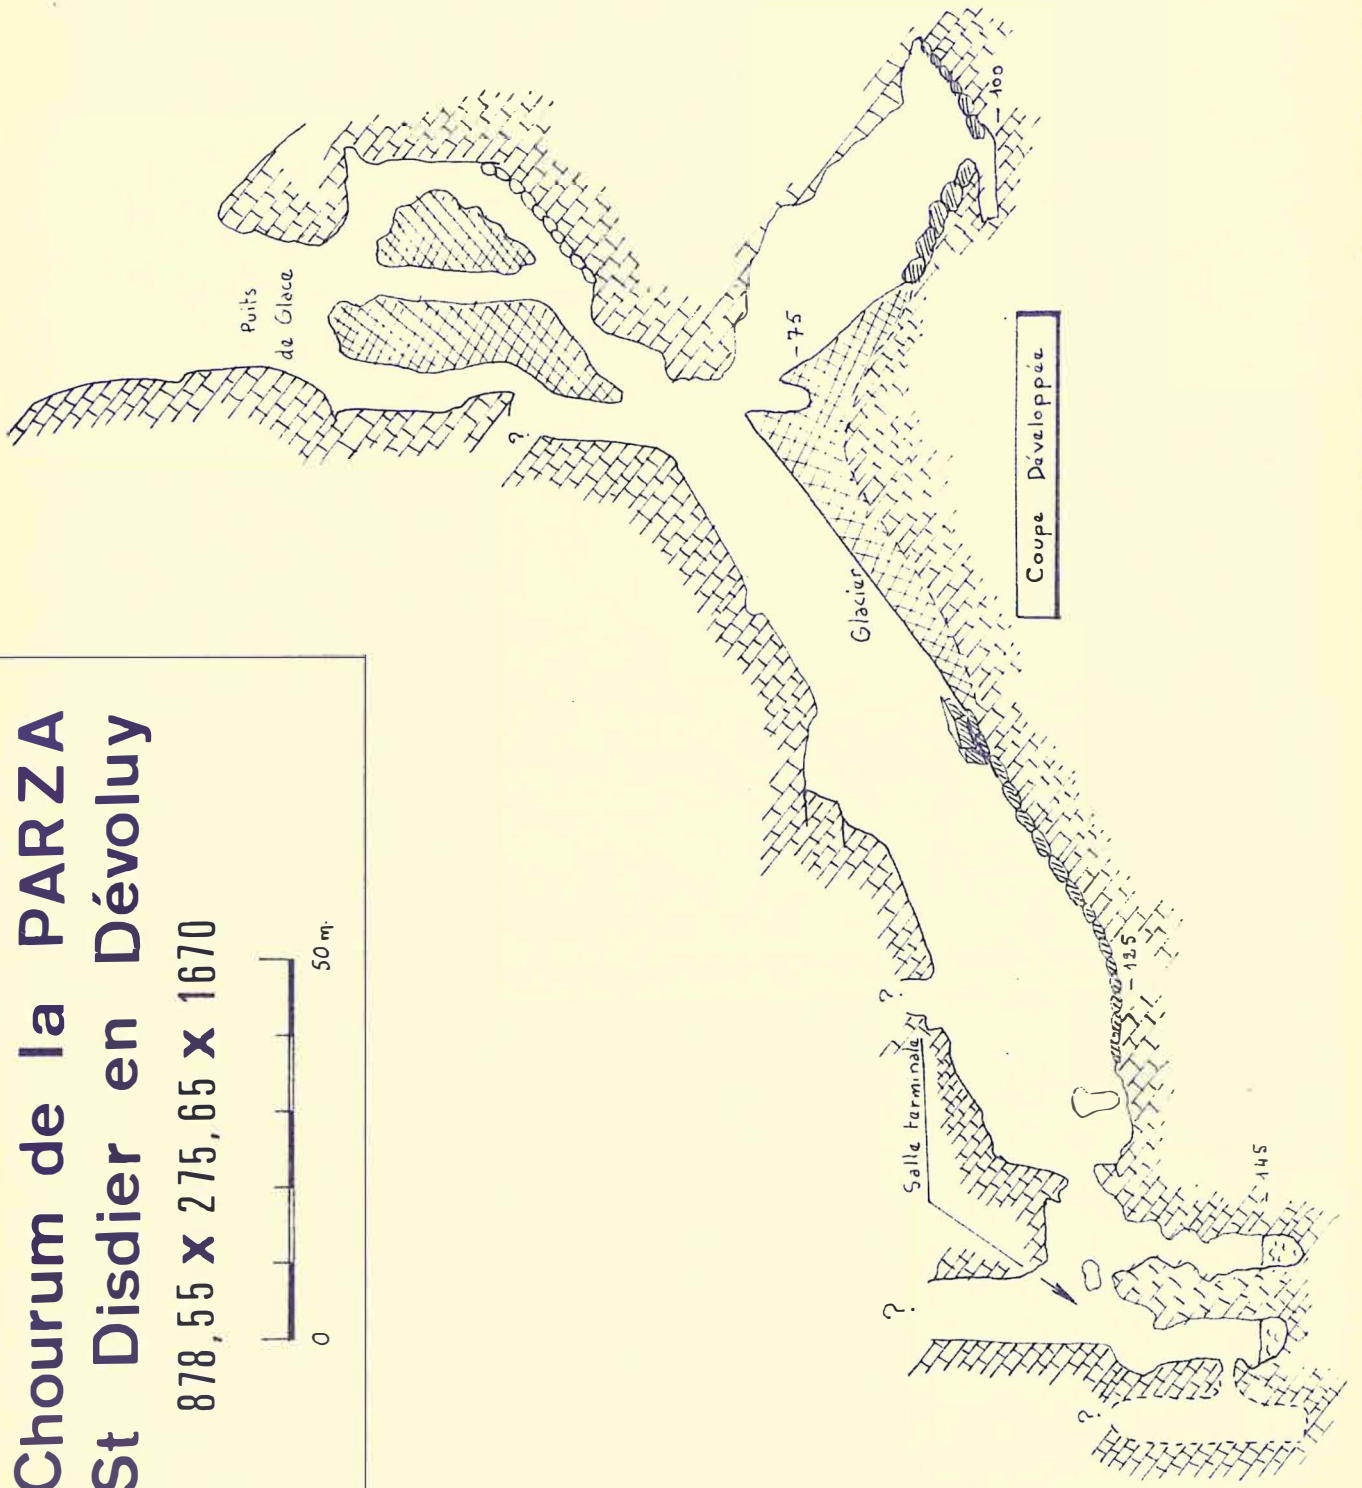 Chourum de la PARZA
St Disdier en Dévoluy
878,55 x 275,65 x 1670
0 50 m.
Puits
de Glace
?
- 75
- 100
Glacier
Coupe Développée
?
Salle terminale
- 125
?
- 145
?